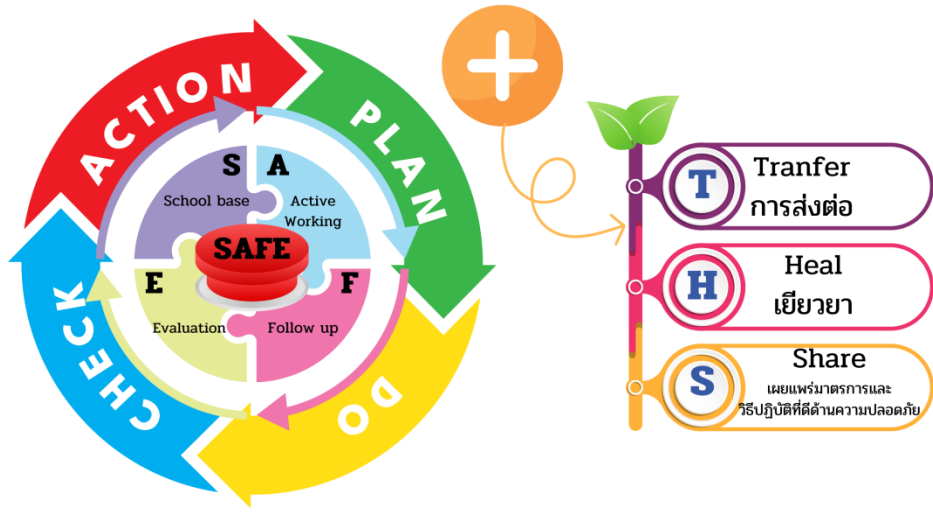 ACTION
PLAN
DO
CHECK
S
School base
A
Active
Working
SAFE
E
Evaluation
F
Follow up
T
Tranfer
การส่งต่อ
H
Heal
เยียวยา
S
Share
เผยแพร่มาตรการและ
วิธีปฏิบัติที่ดีด้านความปลอดภัย